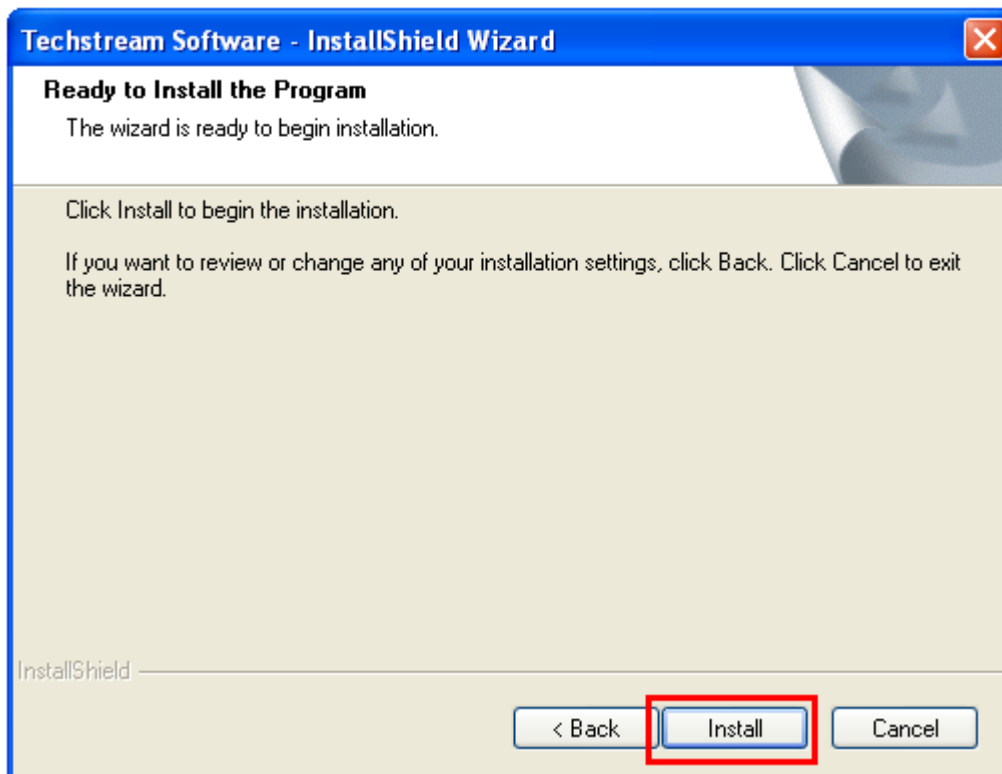 Techstream Software - InstallShield Wizard
Ready to Install the Program
The wizard is ready to begin installation.
Click Install to begin the installation.
If you want to review or change any of your installation settings, click Back. Click Cancel to exit
the wizard.
InstallShield
< Back Install Cancel